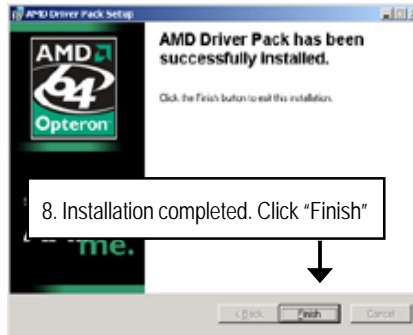 AMD Driver Pack Setup
AMD
64
Opteron
AMD Driver Pack has been
successfully Installed.
Click the Finish button to exit this installation.
8. Installation completed. Click “Finish”
me.
< Back
Finish
Cancel